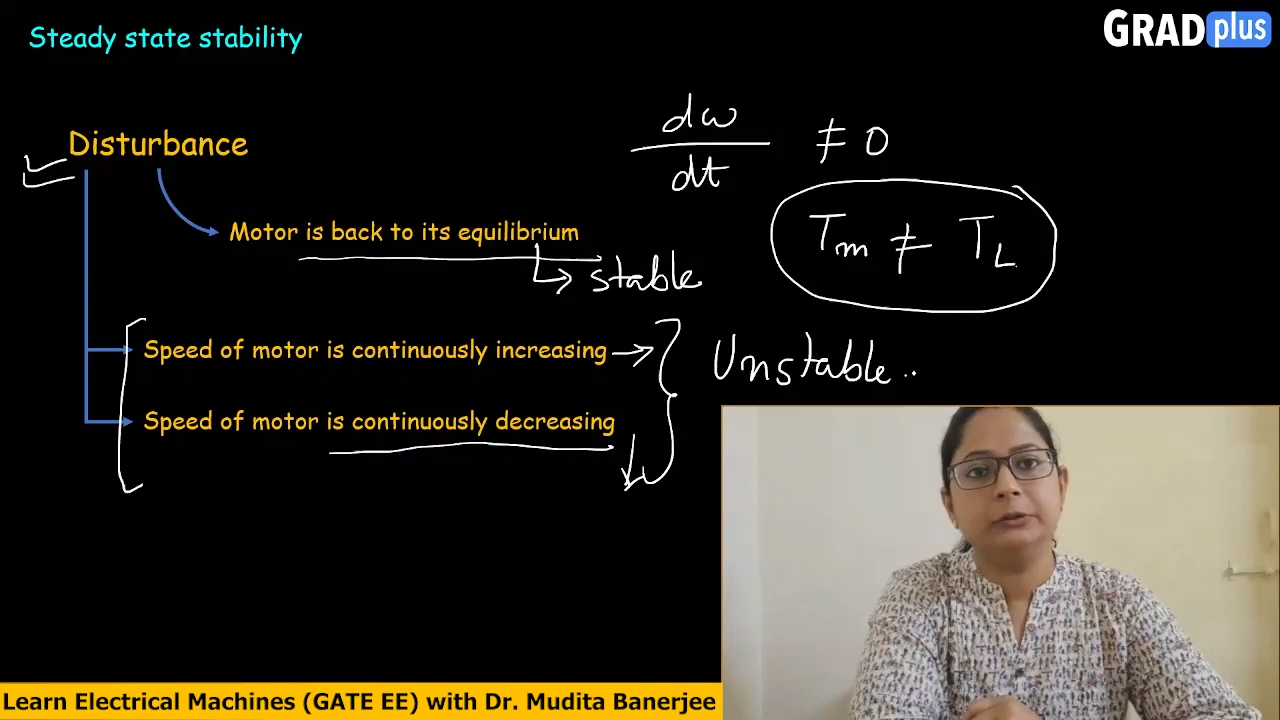 Steady state stability
GRADplus
Disturbance
dω
dt
≠ 0
Motor is back to its equilibrium
Tm ≠ TL
stable
Speed of motor is continuously increasing
Unstable..
Speed of motor is continuously decreasing
Learn Electrical Machines (GATE EE) with Dr. Mudita Banerjee